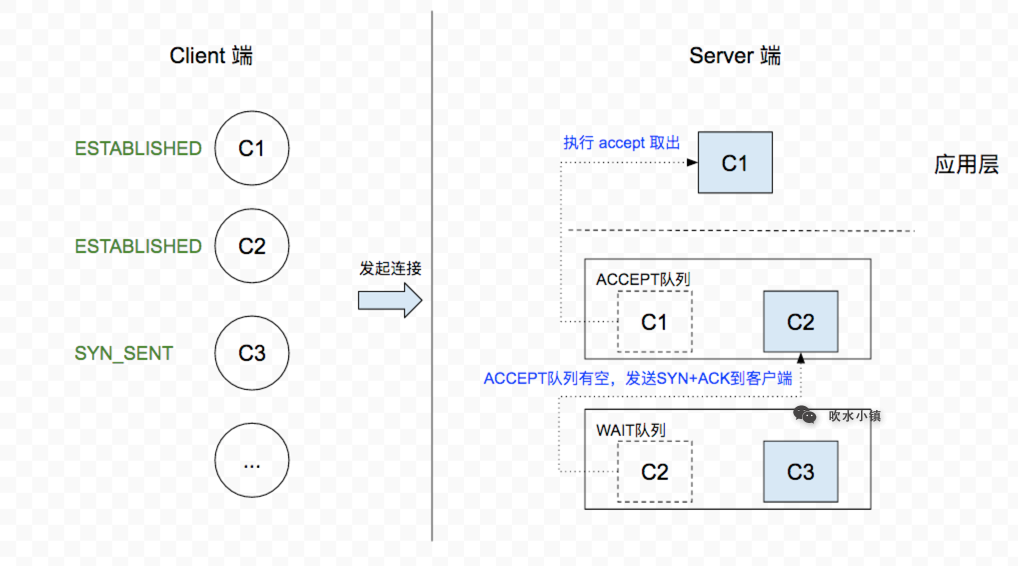 Client 端
Server 端
ESTABLISHED
C1
ESTABLISHED
C2
SYN_SENT
C3
...
发起连接
执行 accept 取出
C1
应用层
ACCEPT队列
C1
C2
ACCEPT队列有空，发送SYN+ACK到客户端
吹水小镇
WAIT队列
C2
C3